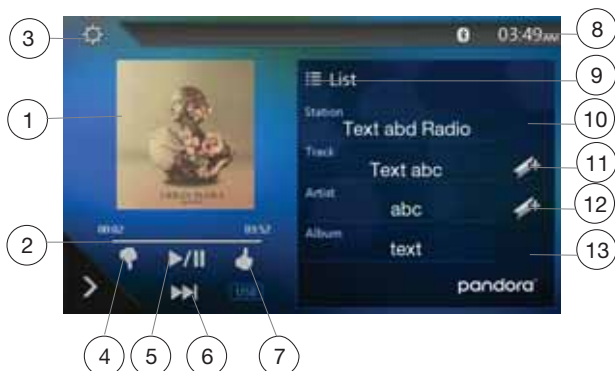 3
8
03:49AM
9
List
1
Station
10
Text abd Radio
Track
11
Text abc
Artist
12
abc
2
00:02
03:52
Album
13
text
USB
pandora
4
5
6
7